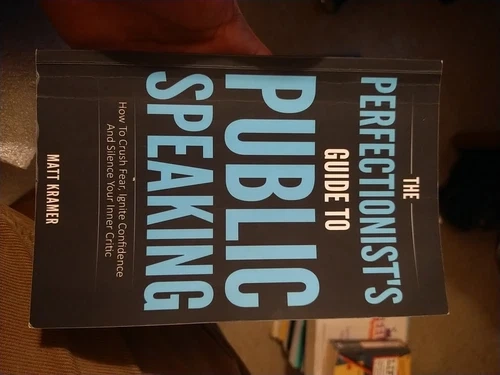 THE
PERFECTIONIST'S
GUIDE TO
PUBLIC
SPEAKING
How To Crush Fear, Ignite Confidence
And Silence Your Inner Critic
MATT KRAMER